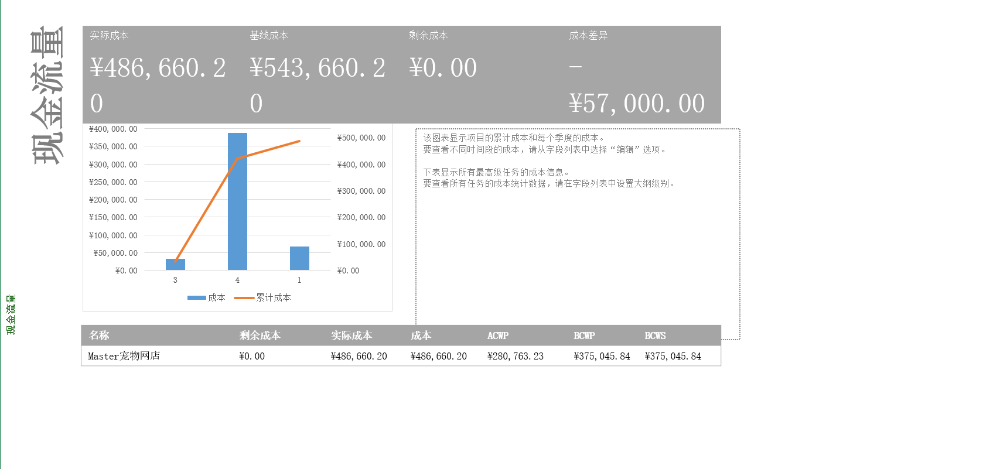 现金流量
实际成本
基线成本
剩余成本
成本差异
¥486,660.2
0
¥543,660.2
0
¥0.00
-
¥57,000.00
¥400,000.00
¥350,000.00
¥300,000.00
¥250,000.00
¥200,000.00
¥150,000.00
¥100,000.00
¥50,000.00
¥0.00
¥500,000.00
¥400,000.00
¥300,000.00
¥200,000.00
¥100,000.00
¥0.00
3 4 1
成本 累计成本
该图表显示项目的累计成本和每个季度的成本。
要查看不同时间段的成本，请从字段列表中选择“编辑”选项。
下表显示所有最高级任务的成本信息。
要查看所有任务的成本统计数据，请在字段列表中设置大纲级别。
现金流量
名称 剩余成本 实际成本 成本 ACWP BCWP BCWS
Master宠物网店 ¥0.00 ¥486,660.20 ¥486,660.20 ¥280,763.23 ¥375,045.84 ¥375,045.84